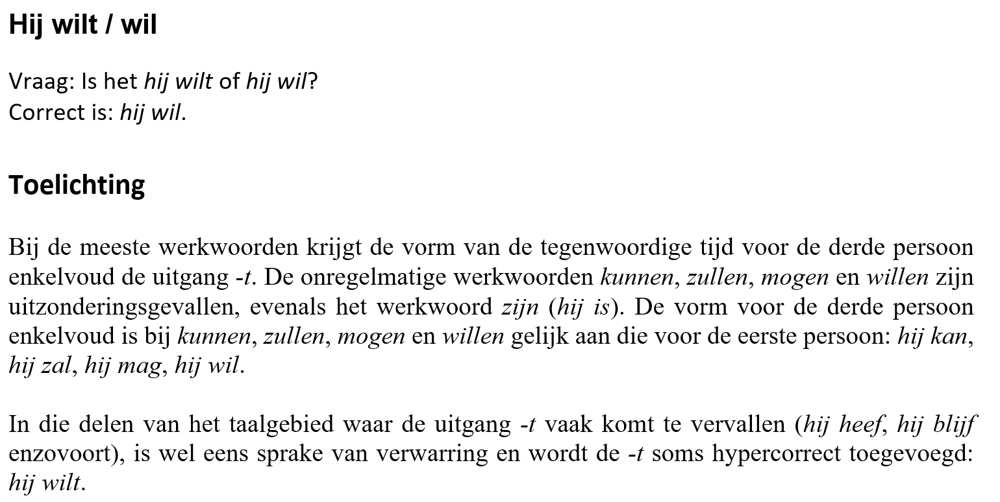 Hij wilt / wil
Vraag: Is het hij wilt of hij wil?
Correct is: hij wil.
Toelichting
Bij de meeste werkwoorden krijgt de vorm van de tegenwoordige tijd voor de derde persoon
enkelvoud de uitgang -t. De onregelmatige werkwoorden kunnen, zullen, mogen en willen zijn
uitzonderingsgevallen, evenals het werkwoord zijn (hij is). De vorm voor de derde persoon
enkelvoud is bij kunnen, zullen, mogen en willen gelijk aan die voor de eerste persoon: hij kan,
hij zal, hij mag, hij wil.
In die delen van het taalgebied waar de uitgang -t vaak komt te vervallen (hij heef, hij blijf
enzovoort), is wel eens sprake van verwarring en wordt de -t soms hypercorrect toegevoegd:
hij wilt.